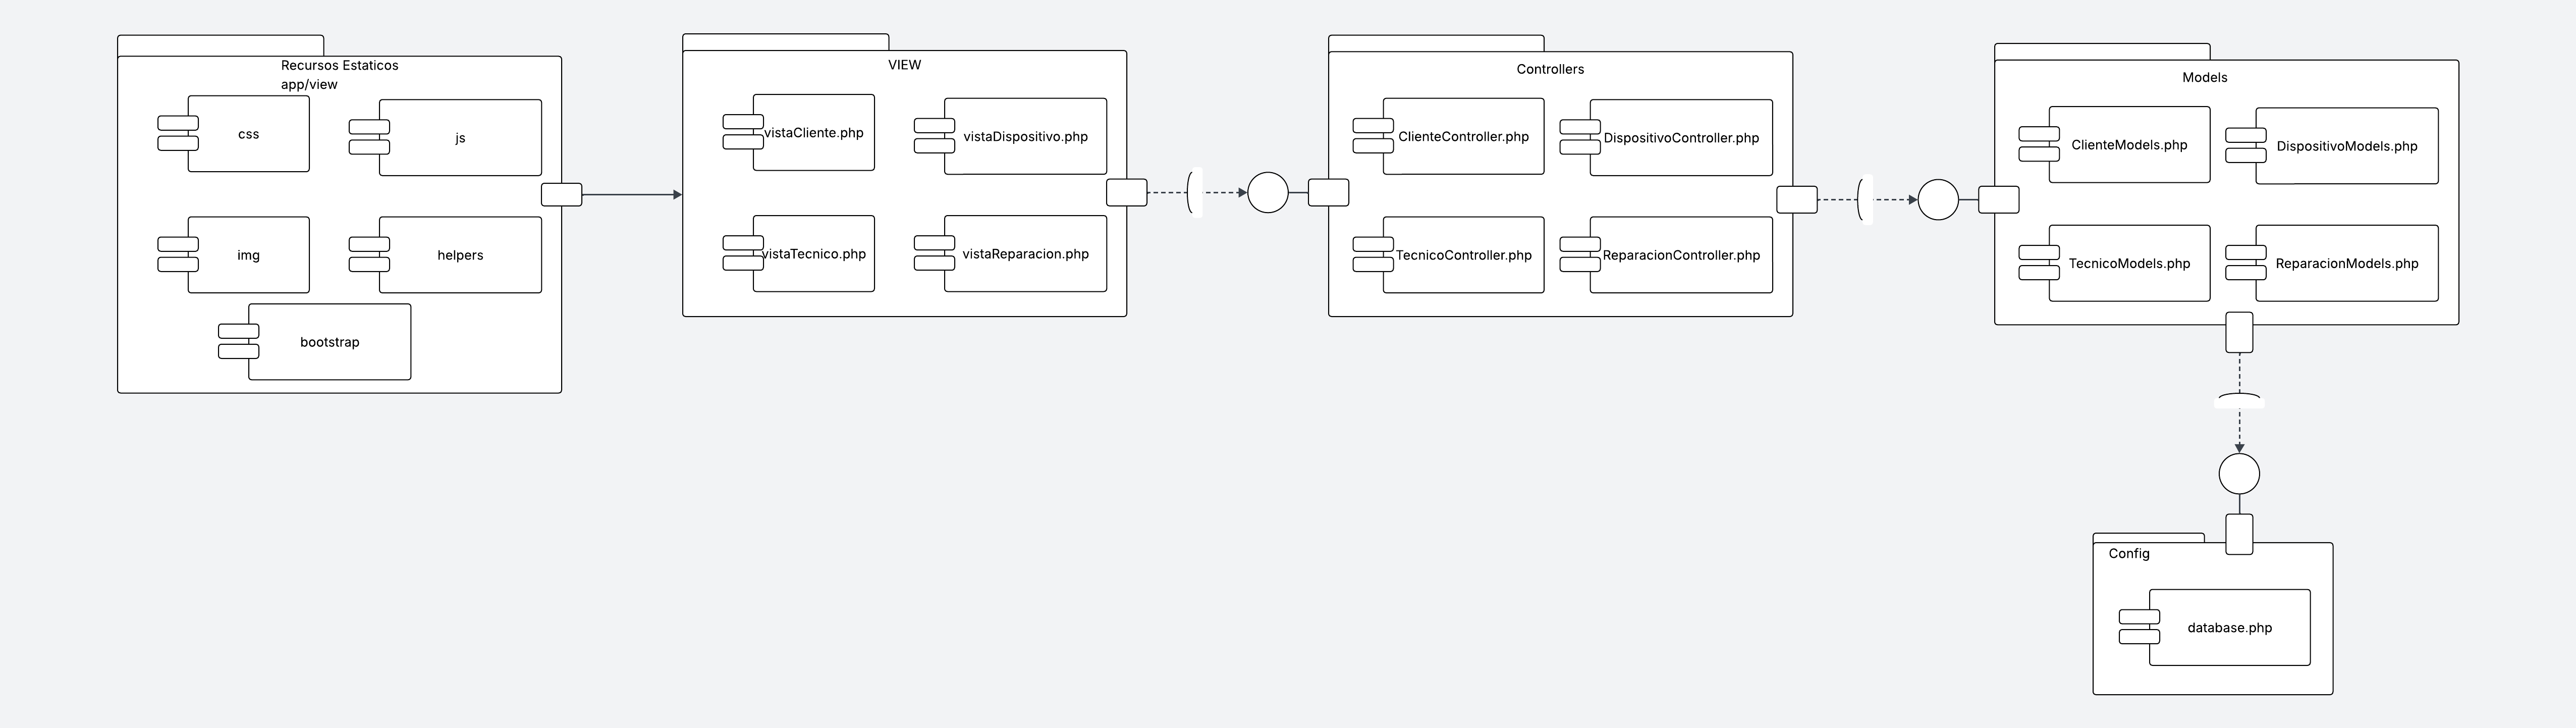 Recursos Estaticos
app/view
css
js
img
helpers
bootstrap
VIEW
vistaCliente.php
vistaDispositivo.php
vistaTecnico.php
vistaReparacion.php
Controllers
ClienteController.php
DispositivoController.php
TecnicoController.php
ReparacionController.php
Models
ClienteModels.php
DispositivoModels.php
TecnicoModels.php
ReparacionModels.php
Config
database.php